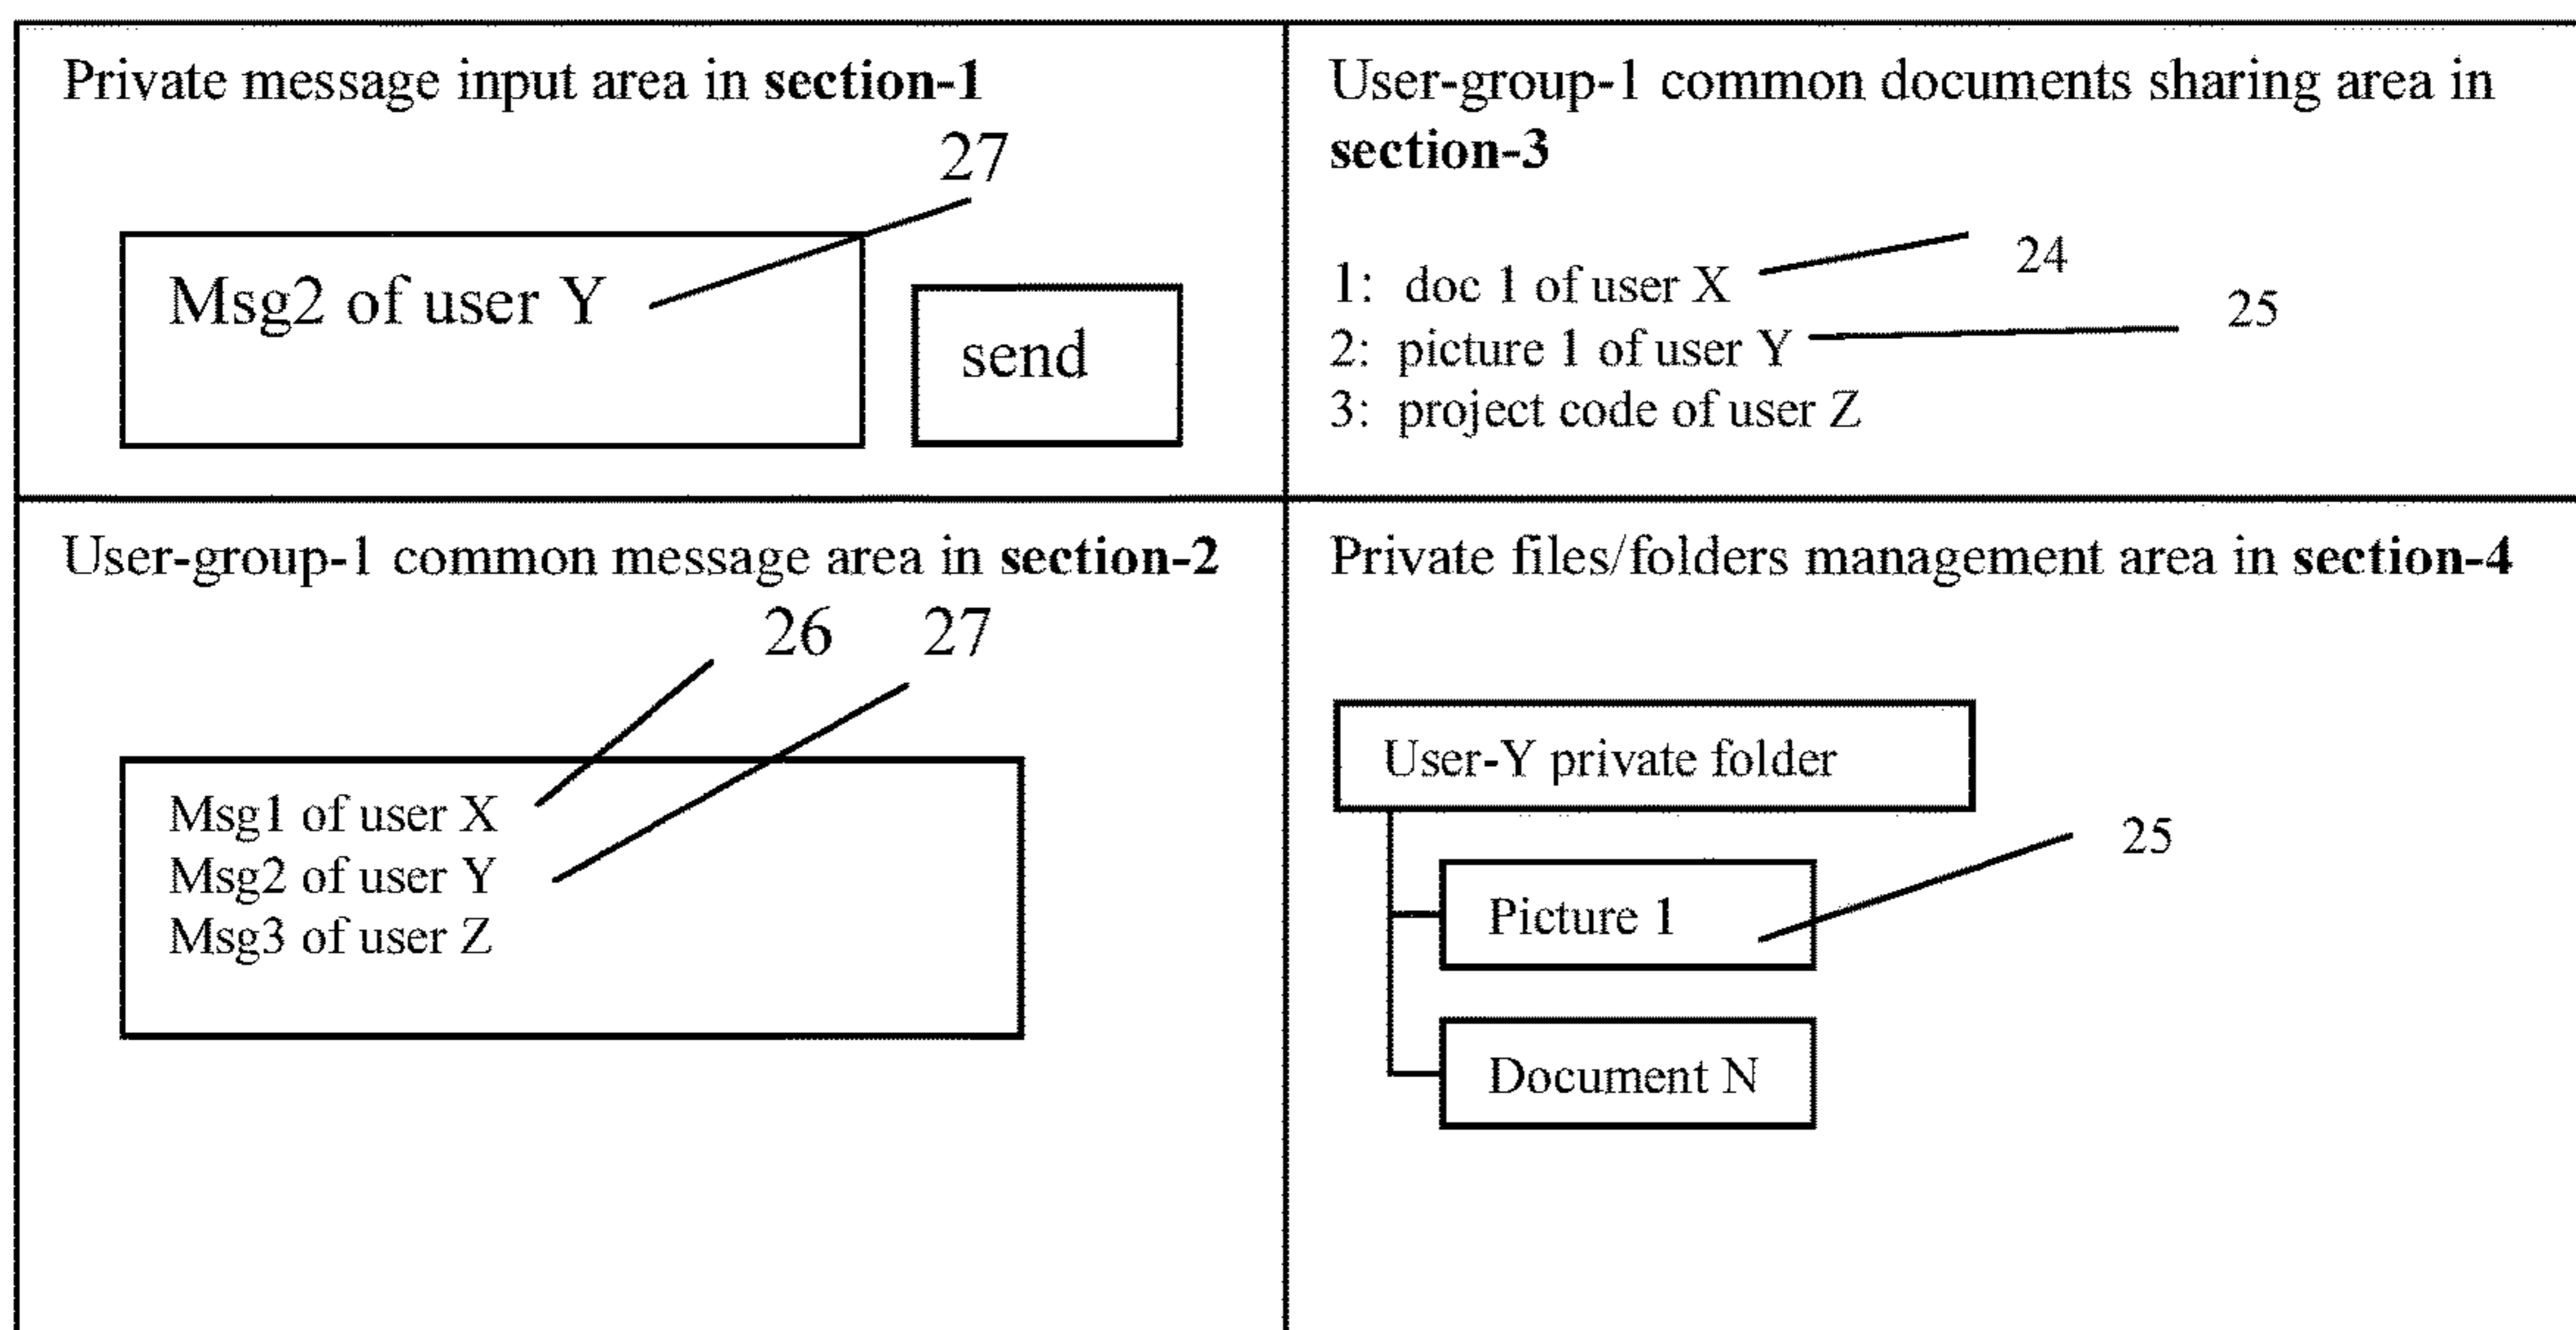 Private message input area in section-1
27
Msg2 of user Y
send
User-group-1 common documents sharing area in
section-3
24
1: doc 1 of user X
25
2: picture 1 of user Y
3: project code of user Z
User-group-1 common message area in section-2
26 27
Msg1 of user X
Msg2 of user Y
Msg3 of user Z
Private files/folders management area in section-4
User-Y private folder
25
Picture 1
Document N